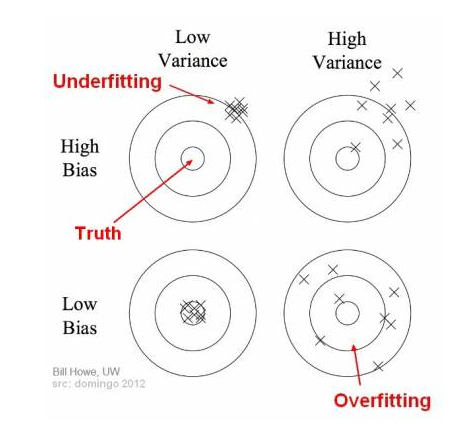 Low
Variance
High
Variance
Underfitting
High
Bias
Truth
Low
Bias
Bill Howe, UW
src: domingo 2012
Overfitting